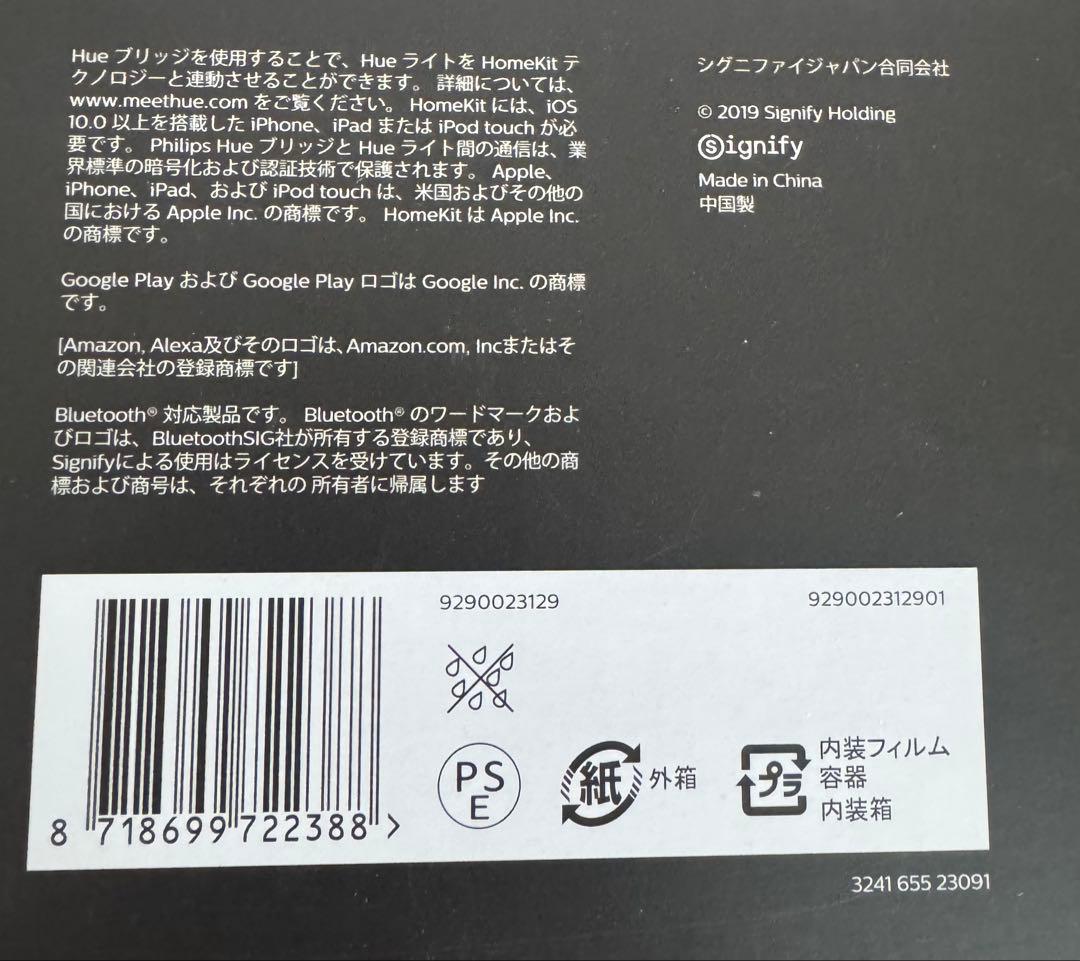 Hue ブリッジを使用することで、Hue ライトを HomeKit テ
クノロジーと連動させることができます。 詳細については、
www.meethue.com をご覧ください。 HomeKit には、iOS
10.0 以上を搭載した iPhone、iPad または iPod touch が必
要です。 Philips Hue ブリッジと Hue ライト間の通信は、業
界標準の暗号化および認証技術で保護されます。 Apple、
iPhone、iPad、および iPod touch は、米国およびその他の
国における Apple Inc. の商標です。 HomeKit は Apple Inc.
の商標です。
Google Play および Google Play ロゴは Google Inc. の商標
です。
[Amazon, Alexa及びそのロゴは、Amazon.com, Incまたはそ
の関連会社の登録商標です]
Bluetooth® 対応製品です。 Bluetooth® のワードマークおよ
びロゴは、BluetoothSIG社が所有する登録商標であり、
Signifyによる使用はライセンスを受けています。その他の商
標および商号は、それぞれの 所有者に帰属します
シグニファイジャパン合同会社
© 2019 Signify Holding
Signify
Made in China
中国製
9290023129
929002312901
8 718699 722388 >
PS
E
紙 外箱
プラ
内装フィルム
容器
内装箱
3241 655 23091